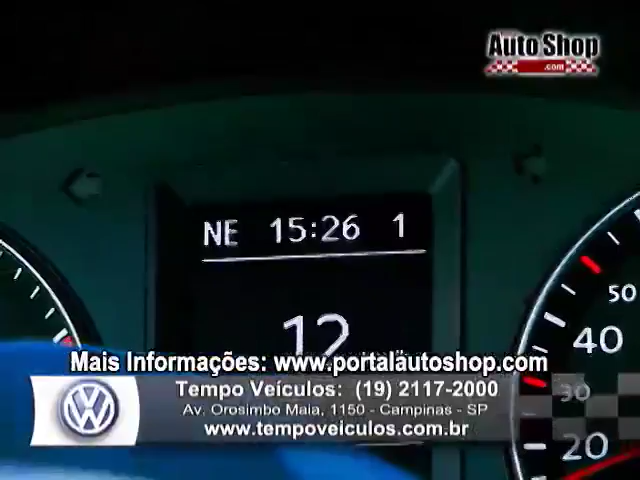 Auto Shop
.com
NE 15:26 1
12
50
40
30
20
Mais Informações: www.portalautoshop.com
Tempo Veículos: (19) 2117-2000
Av. Orosimbo Maia, 1150 - Campinas - SP
www.tempoveiculos.com.br